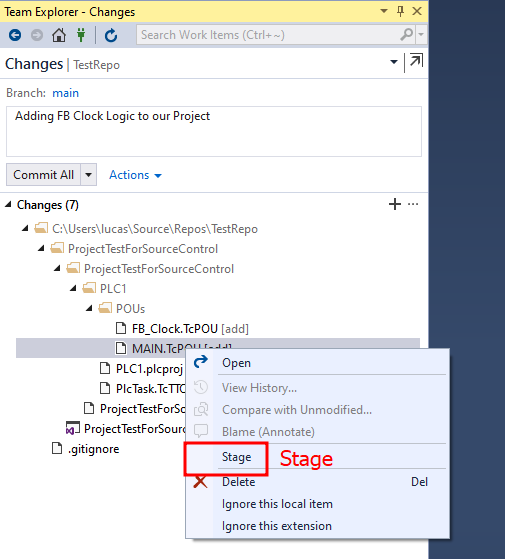 Team Explorer - Changes
Search Work Items (Ctrl+~)
Changes | TestRepo
Branch: main
Adding FB Clock Logic to our Project
Commit All
Actions
Changes (7)
C:\Users\lucas\Source\Repos\TestRepo
ProjectTestForSourceControl
ProjectTestForSourceControl
PLC1
POUs
FB_Clock.TcPOU [add]
MAIN.TcPOU [add]
PLC1.plcproj
PlcTask.TcTTO
ProjectTestForSou
ProjectTestForSourc
.gitignore
Open
View History...
Compare with Unmodified...
Blame (Annotate)
Stage
Stage
Delete Del
Ignore this local item
Ignore this extension